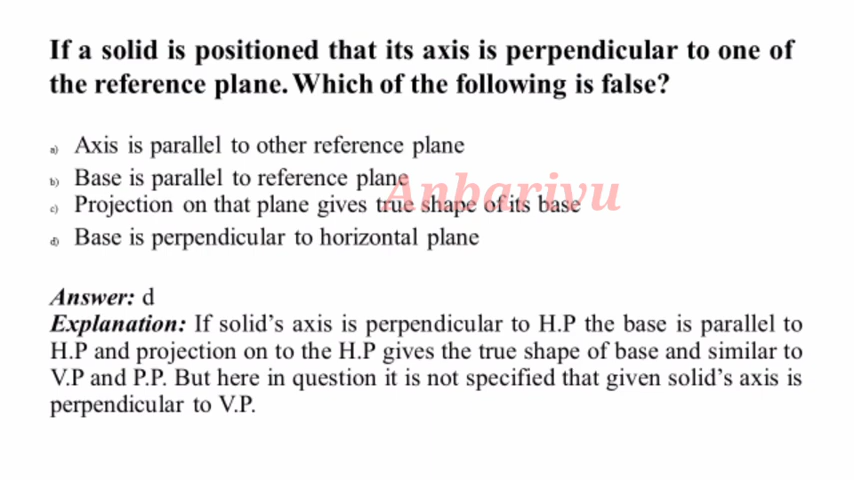 If a solid is positioned that its axis is perpendicular to one of
the reference plane. Which of the following is false?
a) Axis is parallel to other reference plane
b) Base is parallel to reference plane
Anbarivu
c) Projection on that plane gives true shape of its base
d) Base is perpendicular to horizontal plane
Answer: d
Explanation: If solid’s axis is perpendicular to H.P the base is parallel to
H.P and projection on to the H.P gives the true shape of base and similar to
V.P and P.P. But here in question it is not specified that given solid’s axis is
perpendicular to V.P.